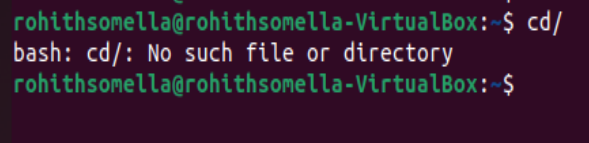 rohithsomella@rohithsomella-VirtualBox:~$ cd/
bash: cd/: No such file or directory
rohithsomella@rohithsomella-VirtualBox:~$